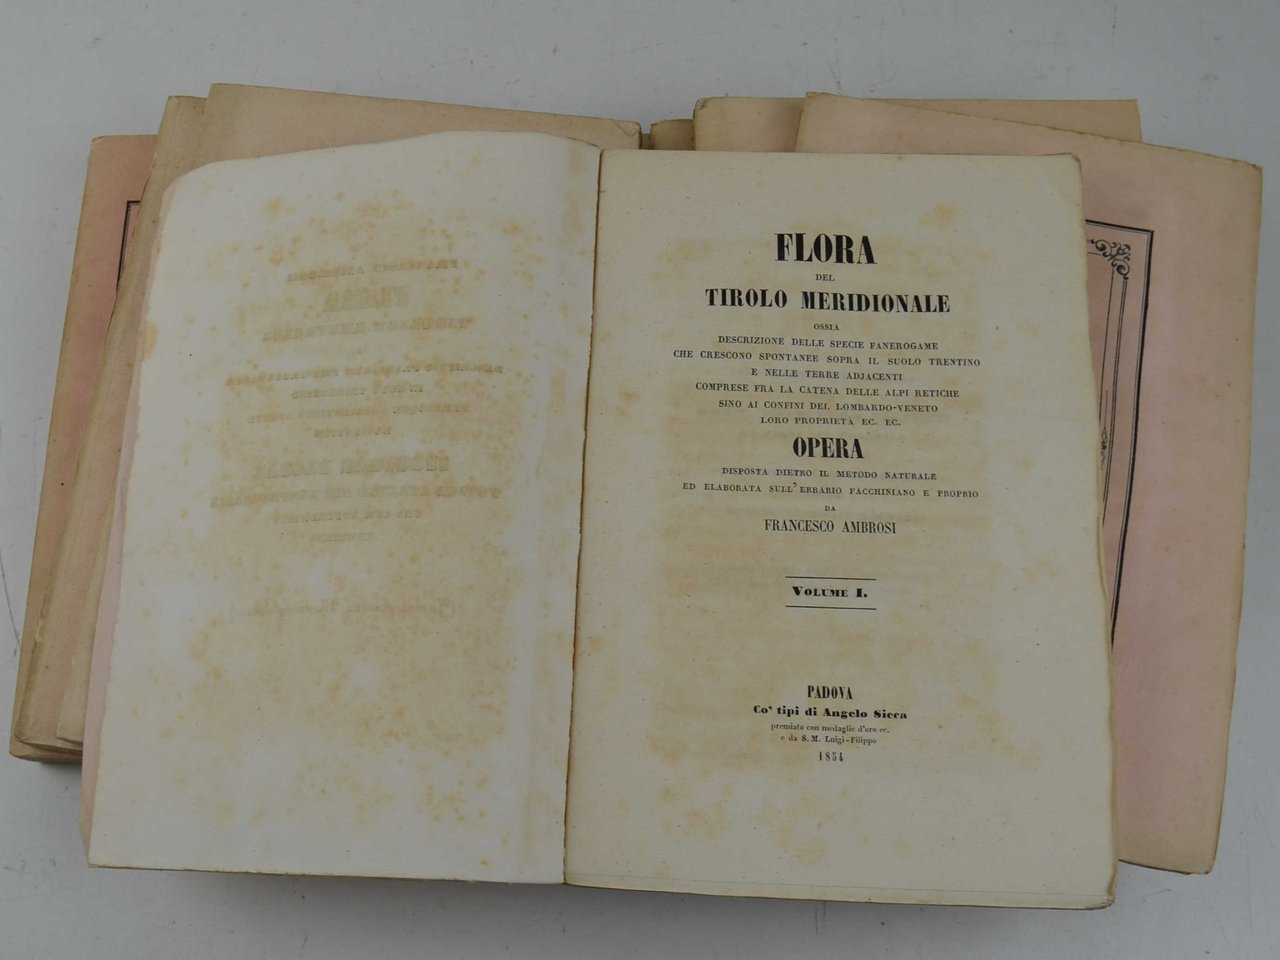 FLORA
DEL
TIROLO MERIDIONALE
OSSIA
DESCRIZIONE DELLE SPECIE FANEROGAME
CHE CRESCONO SPONTANEE SOPRA IL SUOLO TRENTINO
E NELLE TERRE ADJACENTI
COMPRESE FRA LA CATENA DELLE ALPI RETICHE
SINO AI CONFINI DEL LOMBARDO-VENETO
LORO PROPRIETÀ EC. EC.
OPERA
DISPOSTA DIETRO IL METODO NATURALE
ED ELABORATA SULL' ERBARIO FACCHINIANO E PROPRIO
DA
FRANCESCO AMBROSI
VOLUME I.
PADOVA
Co' tipi di Angelo Sicca
premiato con medaglie d'oro ec.
e da S. M. Luigi-Filippo
1854